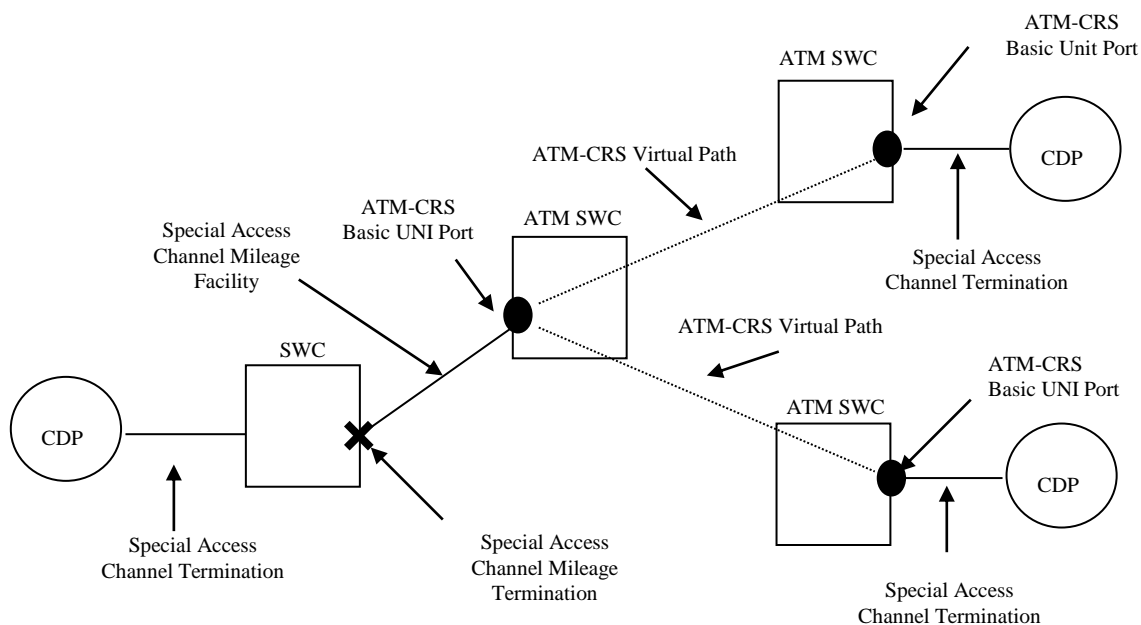 ATM-CRS
Basic Unit Port
ATM SWC
CDP
ATM-CRS Virtual Path
ATM-CRS
Basic UNI Port
ATM SWC
Special Access
Channel Mileage
Facility
Special Access
Channel Termination
ATM-CRS Virtual Path
SWC
ATM-CRS
Basic UNI Port
ATM SWC
CDP
CDP
Special Access
Channel Termination
Special Access
Channel Mileage
Termination
Special Access
Channel Termination